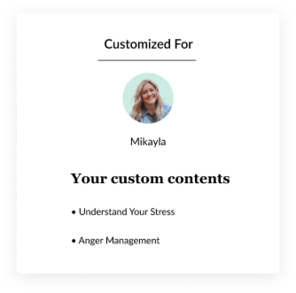 Customized For
Mikayla
Your custom contents
• Understand Your Stress
• Anger Management